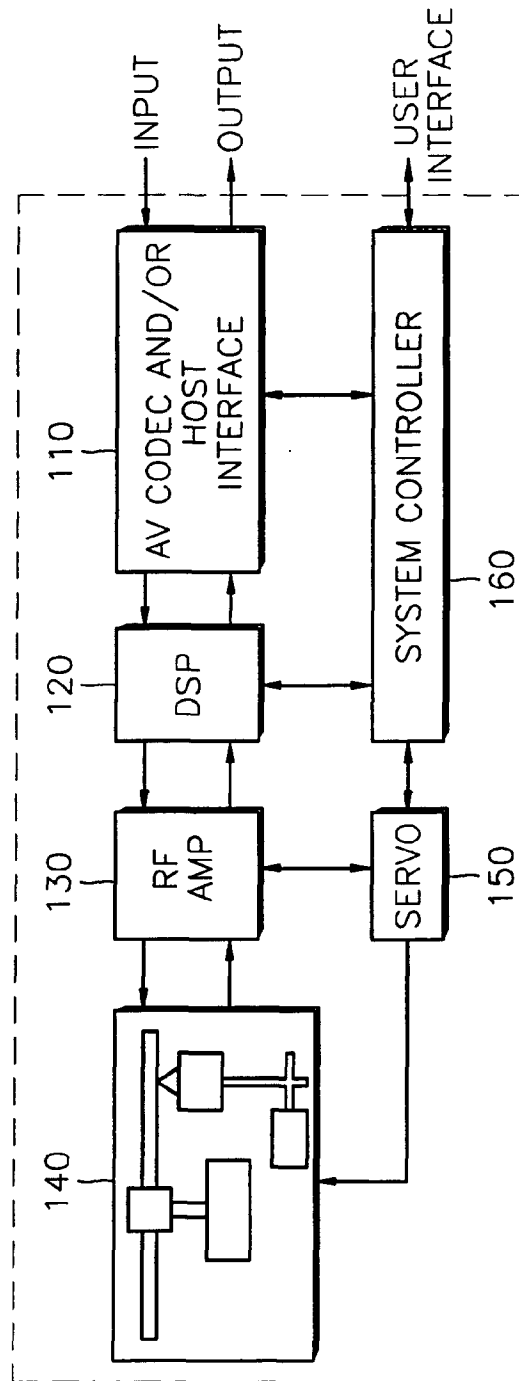 INPUT
OUTPUT
110
AV CODEC AND/OR
HOST
INTERFACE
120
DSP
130
RF
AMP
140
USER
INTERFACE
SYSTEM CONTROLLER
160
SERVO
150